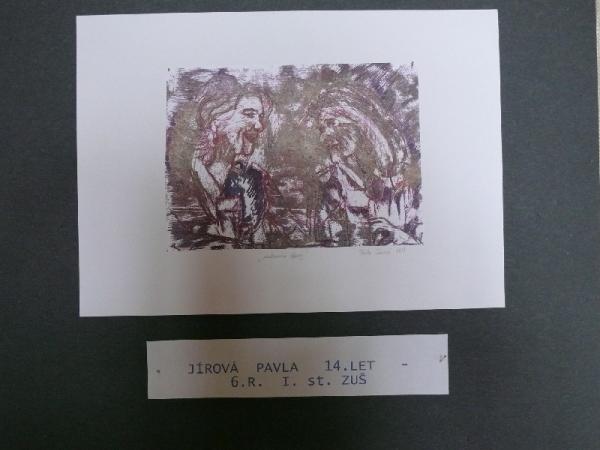 JÍROVÁ PAVLA 14.LET -
6.R. I. st. ZUŠ